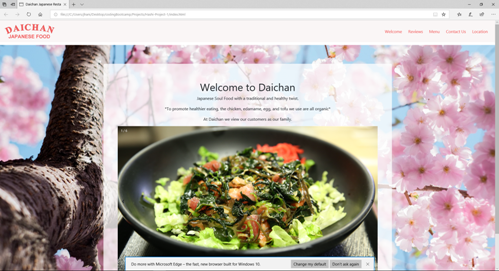 Daichan Japanese Resta
DAICHAN
JAPANESE FOOD
Welcome
Reviews
Menu
Contact Us
Location
Welcome to Daichan
Japanese Soul Food with a traditional and healthy twist.
"To promote healthier eating, the chicken, edamame, egg, and tofu we use are all organic"
At Daichan we view our customers as our family.
Do more with Microsoft Edge – the fast, new browser built for Windows 10.
Change my default
Don't ask again